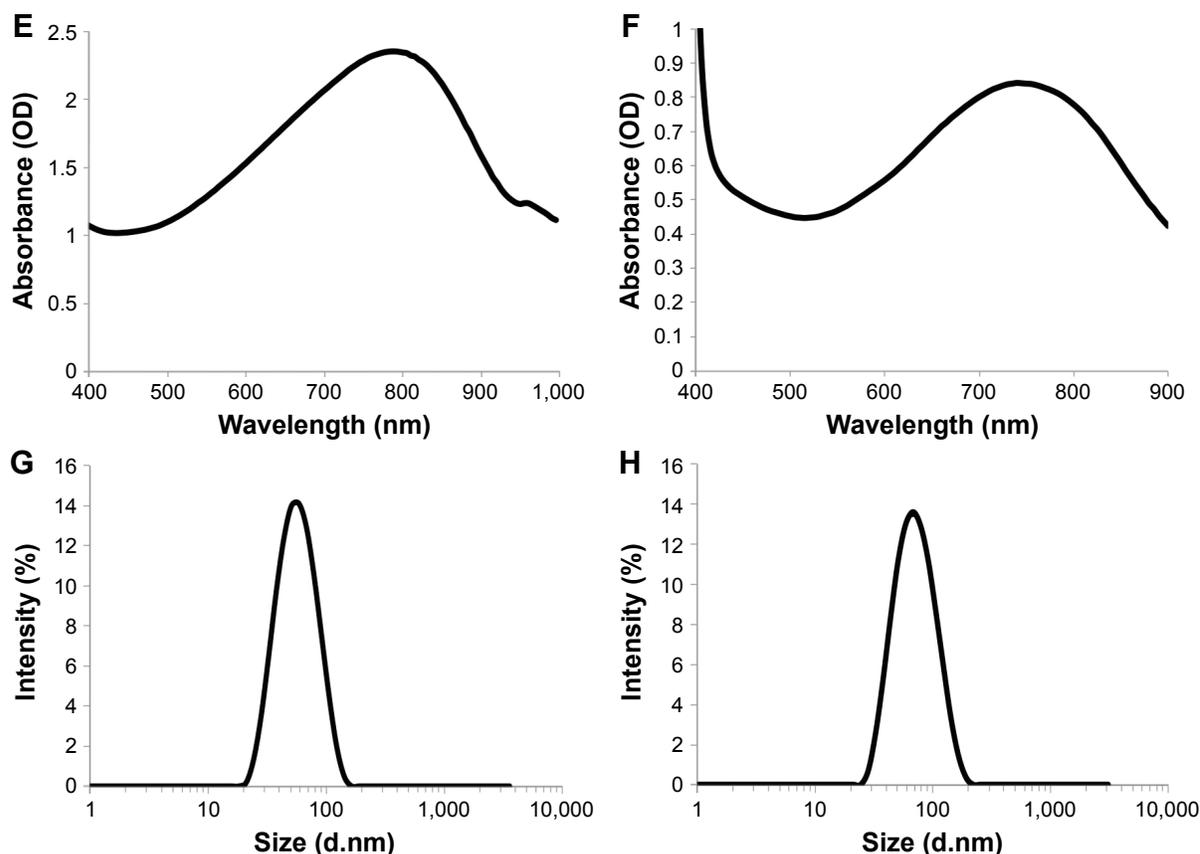 E
Absorbance (OD)
2.5
2
1.5
1
0.5
0
400 500 600 700 800 900 1,000
Wavelength (nm)
F
Absorbance (OD)
1
0.9
0.8
0.7
0.6
0.5
0.4
0.3
0.2
0.1
0
400 500 600 700 800 900
Wavelength (nm)
G
Intensity (%)
16
14
12
10
8
6
4
2
0
1 10 100 1,000 10,000
Size (d.nm)
H
Intensity (%)
16
14
12
10
8
6
4
2
0
1 10 100 1,000 10,000
Size (d.nm)